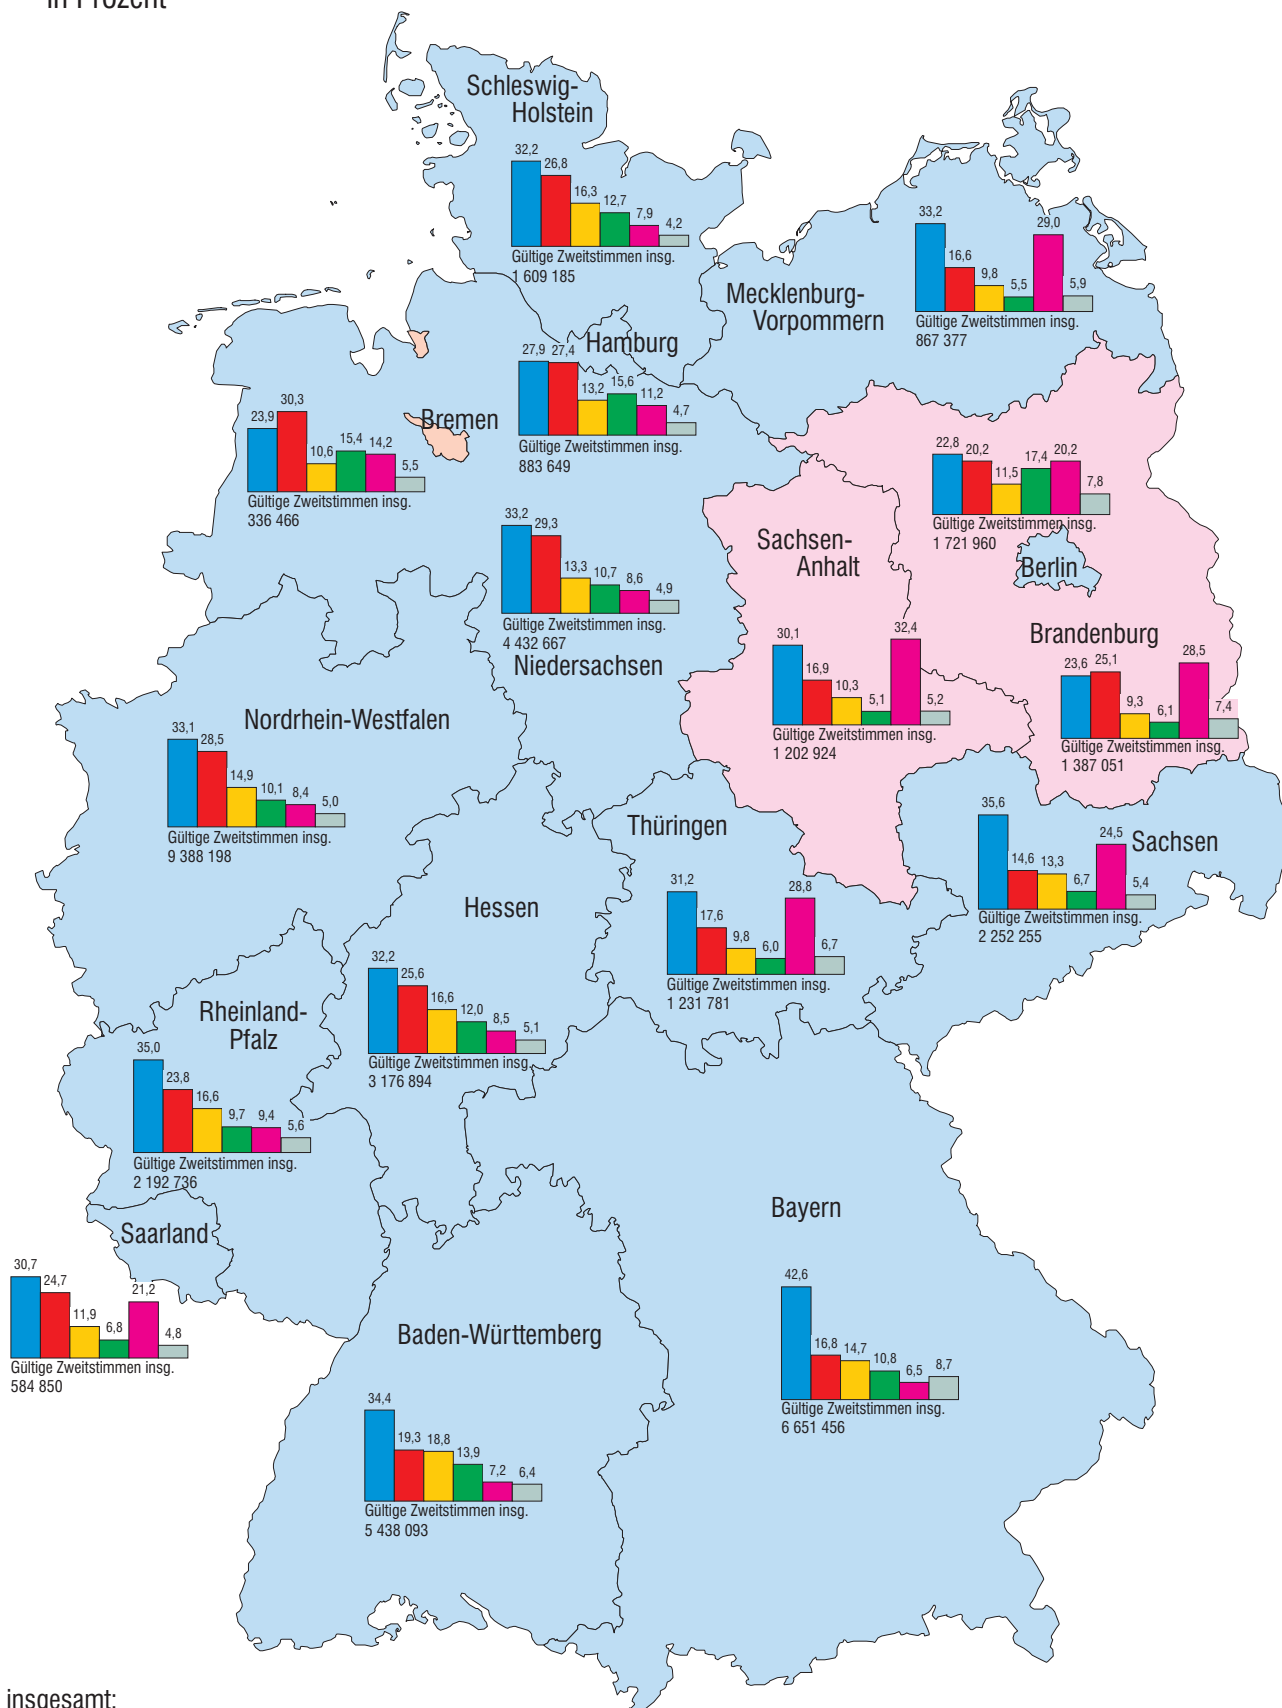 in Prozent
Schleswig-
Holstein
32,2 26,8 16,3 12,7 7,9 4,2
Gültige Zweitstimmen insg.
1 609 185
Mecklenburg-
Vorpommern
33,2 16,6 9,8 5,5 29,0 5,9
Gültige Zweitstimmen insg.
867 377
Hamburg
27,9 27,4 13,2 15,6 11,2 4,7
Gültige Zweitstimmen insg.
883 649
Bremen
23,9 30,3 10,6 15,4 14,2 5,5
Gültige Zweitstimmen insg.
336 466
22,8 20,2 11,5 17,4 20,2 7,8
Gültige Zweitstimmen insg.
1 721 960
Berlin
33,2 29,3 13,3 10,7 8,6 4,9
Gültige Zweitstimmen insg.
4 432 667
Niedersachsen
Sachsen-
Anhalt
30,1 16,9 10,3 5,1 32,4 5,2
Gültige Zweitstimmen insg.
1 202 924
Brandenburg
23,6 25,1 9,3 6,1 28,5 7,4
Gültige Zweitstimmen insg.
1 387 051
Nordrhein-Westfalen
33,1 28,5 14,9 10,1 8,4 5,0
Gültige Zweitstimmen insg.
9 388 198
Thüringen
31,2 17,6 9,8 6,0 28,8 6,7
Gültige Zweitstimmen insg.
1 231 781
Sachsen
35,6 14,6 13,3 6,7 24,5 5,4
Gültige Zweitstimmen insg.
2 252 255
Hessen
32,2 25,6 16,6 12,0 8,5 5,1
Gültige Zweitstimmen insg.
3 176 894
Rheinland-
Pfalz
35,0 23,8 16,6 9,7 9,4 5,6
Gültige Zweitstimmen insg.
2 192 736
Saarland
30,7 24,7 11,9 6,8 21,2 4,8
Gültige Zweitstimmen insg.
584 850
Bayern
42,6 16,8 14,7 10,8 6,5 8,7
Gültige Zweitstimmen insg.
6 651 456
Baden-Württemberg
34,4 19,3 18,8 13,9 7,2 6,4
Gültige Zweitstimmen insg.
5 438 093
insgesamt: